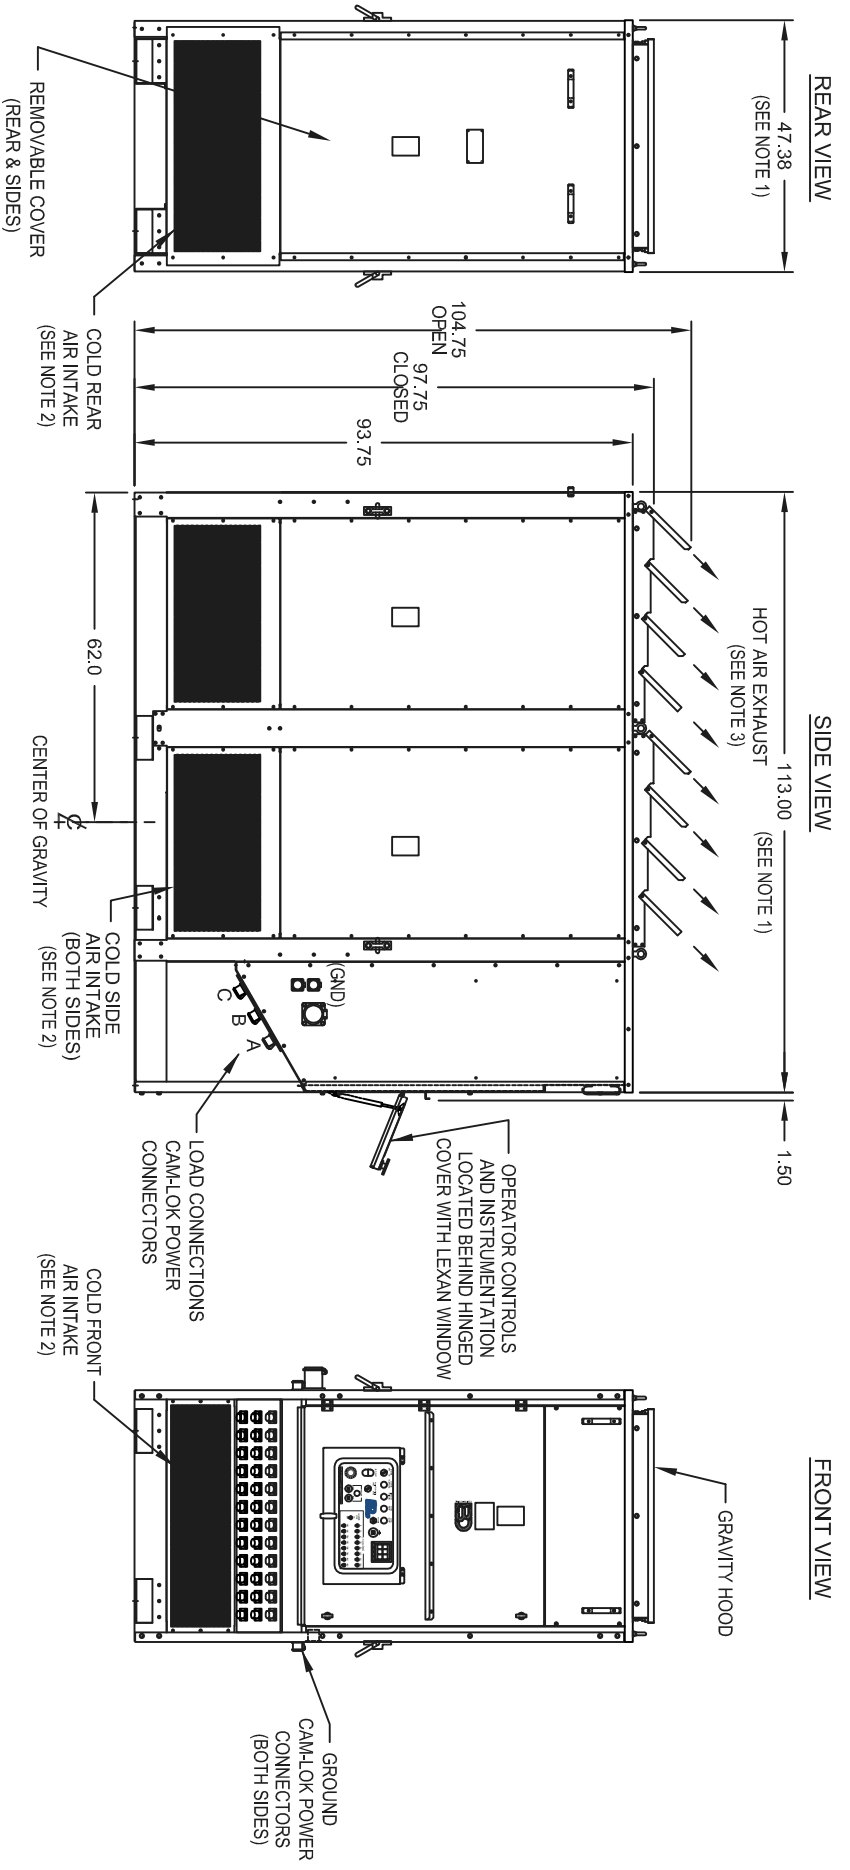 REAR VIEW
47.38
(SEE NOTE 1)
REMOVABLE COVER
(REAR & SIDES)
COLD REAR
AIR INTAKE
(SEE NOTE 2)
SIDE VIEW
113.00
(SEE NOTE 1)
1.50
HOT AIR EXHAUST
(SEE NOTE 3)
104.75
OPEN
97.75
CLOSED
93.75
62.0
CENTER OF GRAVITY
COLD SIDE
AIR INTAKE
(BOTH SIDES)
(SEE NOTE 2)
(GND)
C
B
A
LOAD CONNECTIONS
CAM-LOK POWER
CONNECTORS
OPERATOR CONTROLS
AND INSTRUMENTATION
LOCATED BEHIND HINGED
COVER WITH LEXAN WINDOW
FRONT VIEW
GRAVITY HOOD
COLD FRONT
AIR INTAKE
(SEE NOTE 2)
GROUND
CAM-LOK POWER
CONNECTORS
(BOTH SIDES)